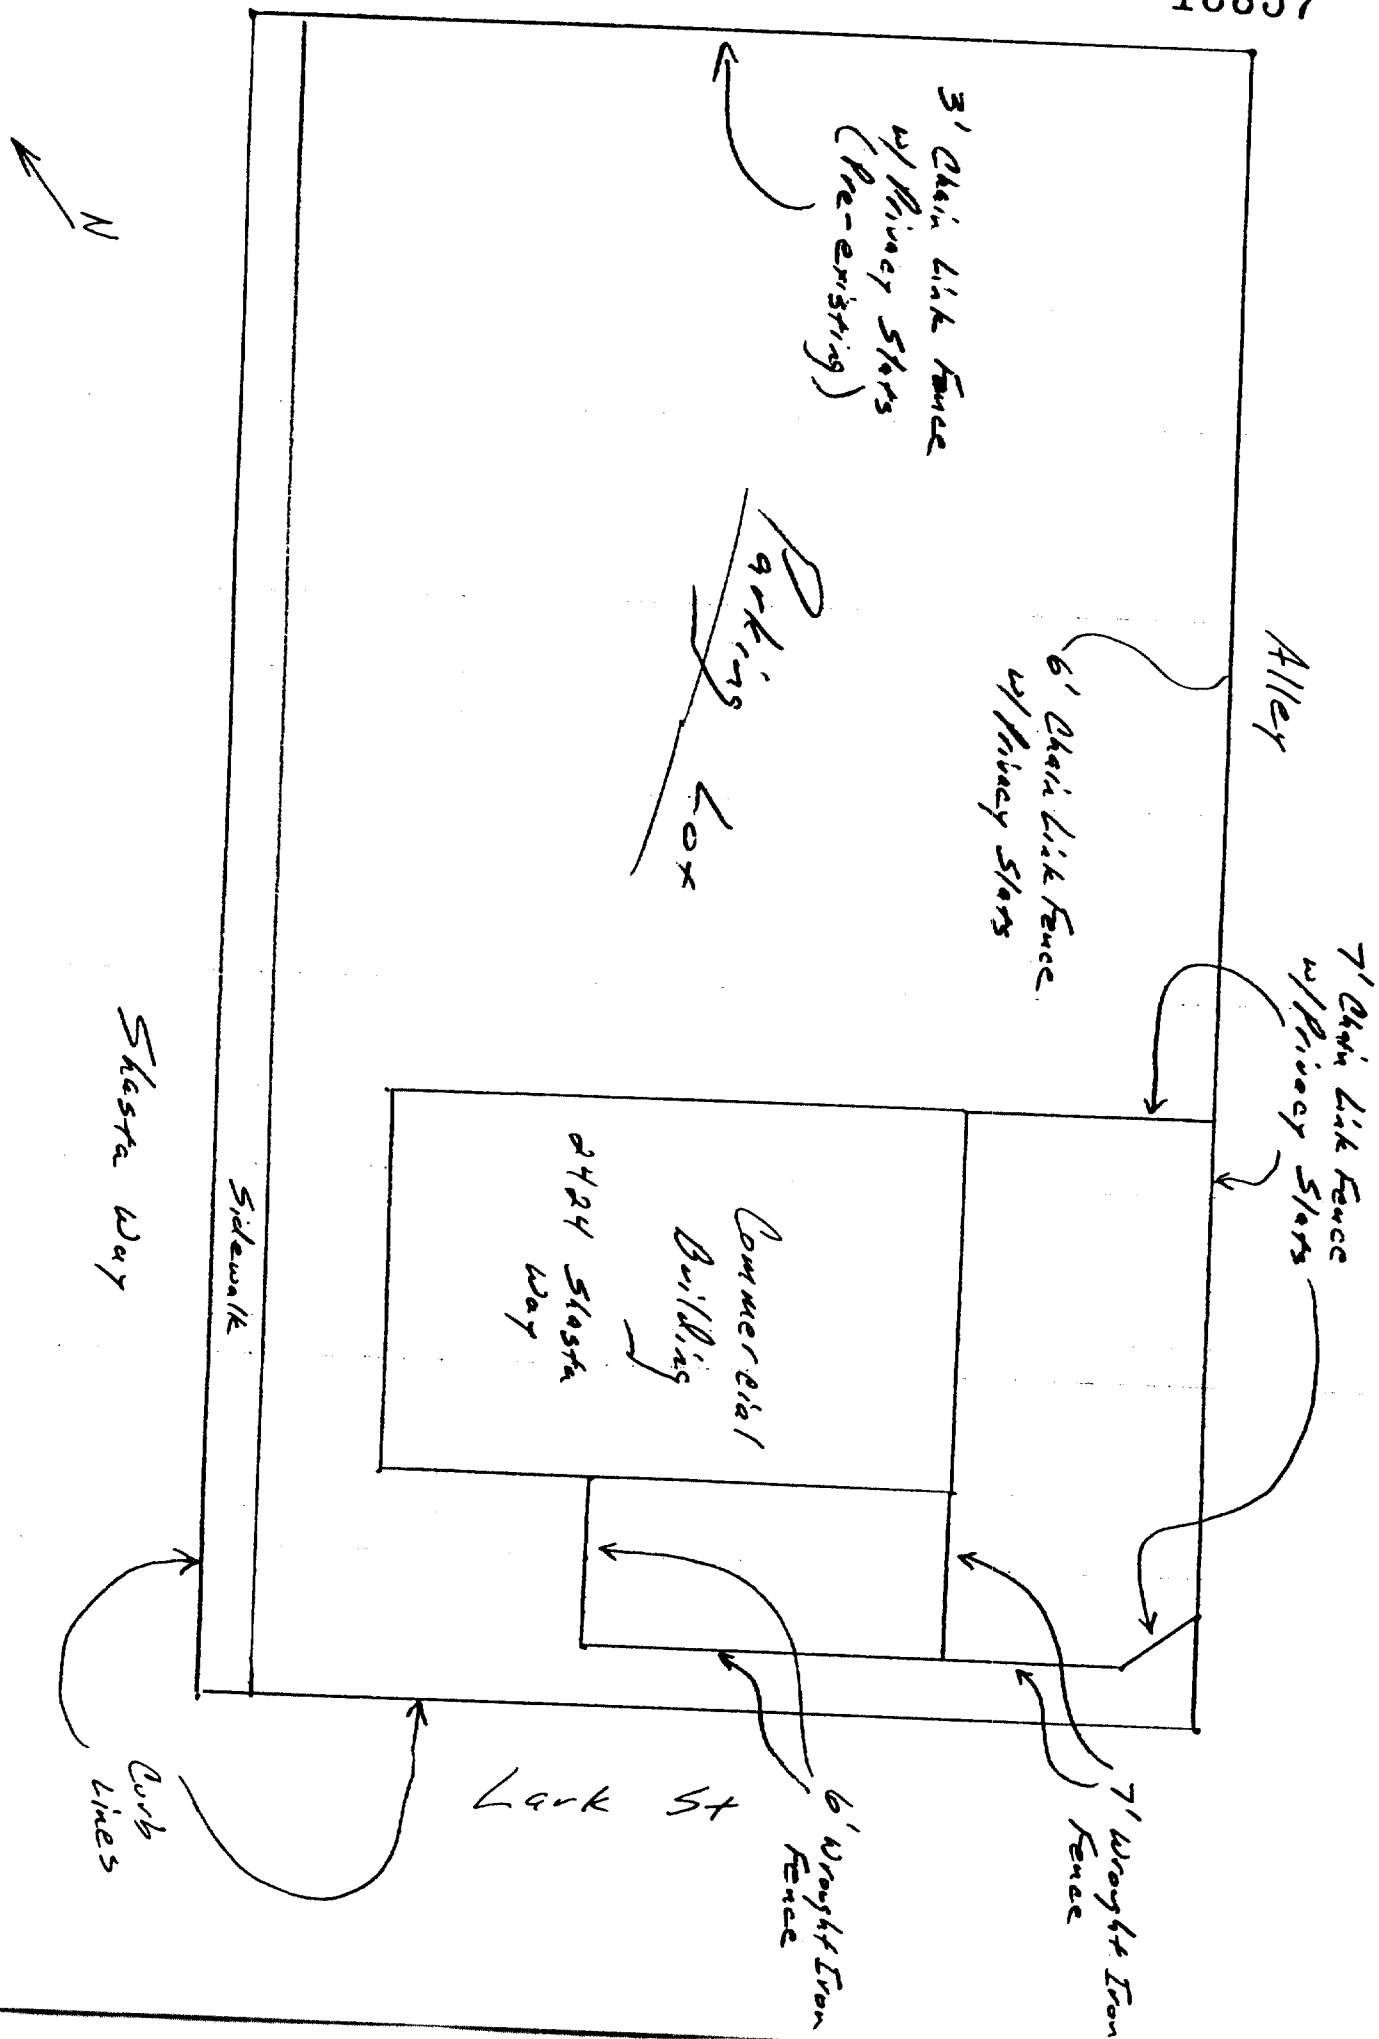 Alley
7' Chain Link Fence
w/Privacy Slats
6' Chain Link Fence
w/Privacy Slats
3' Chain Link Fence
w/ Privacy Slats
(Pre-existing)
Parking Lot
Commercial
Building
2424 Shasta
Way
7' Wrought Iron
Fence
6' Wrought Iron
Fence
Lark St
Sidewalk
Shasta Way
Curb
Lines
N